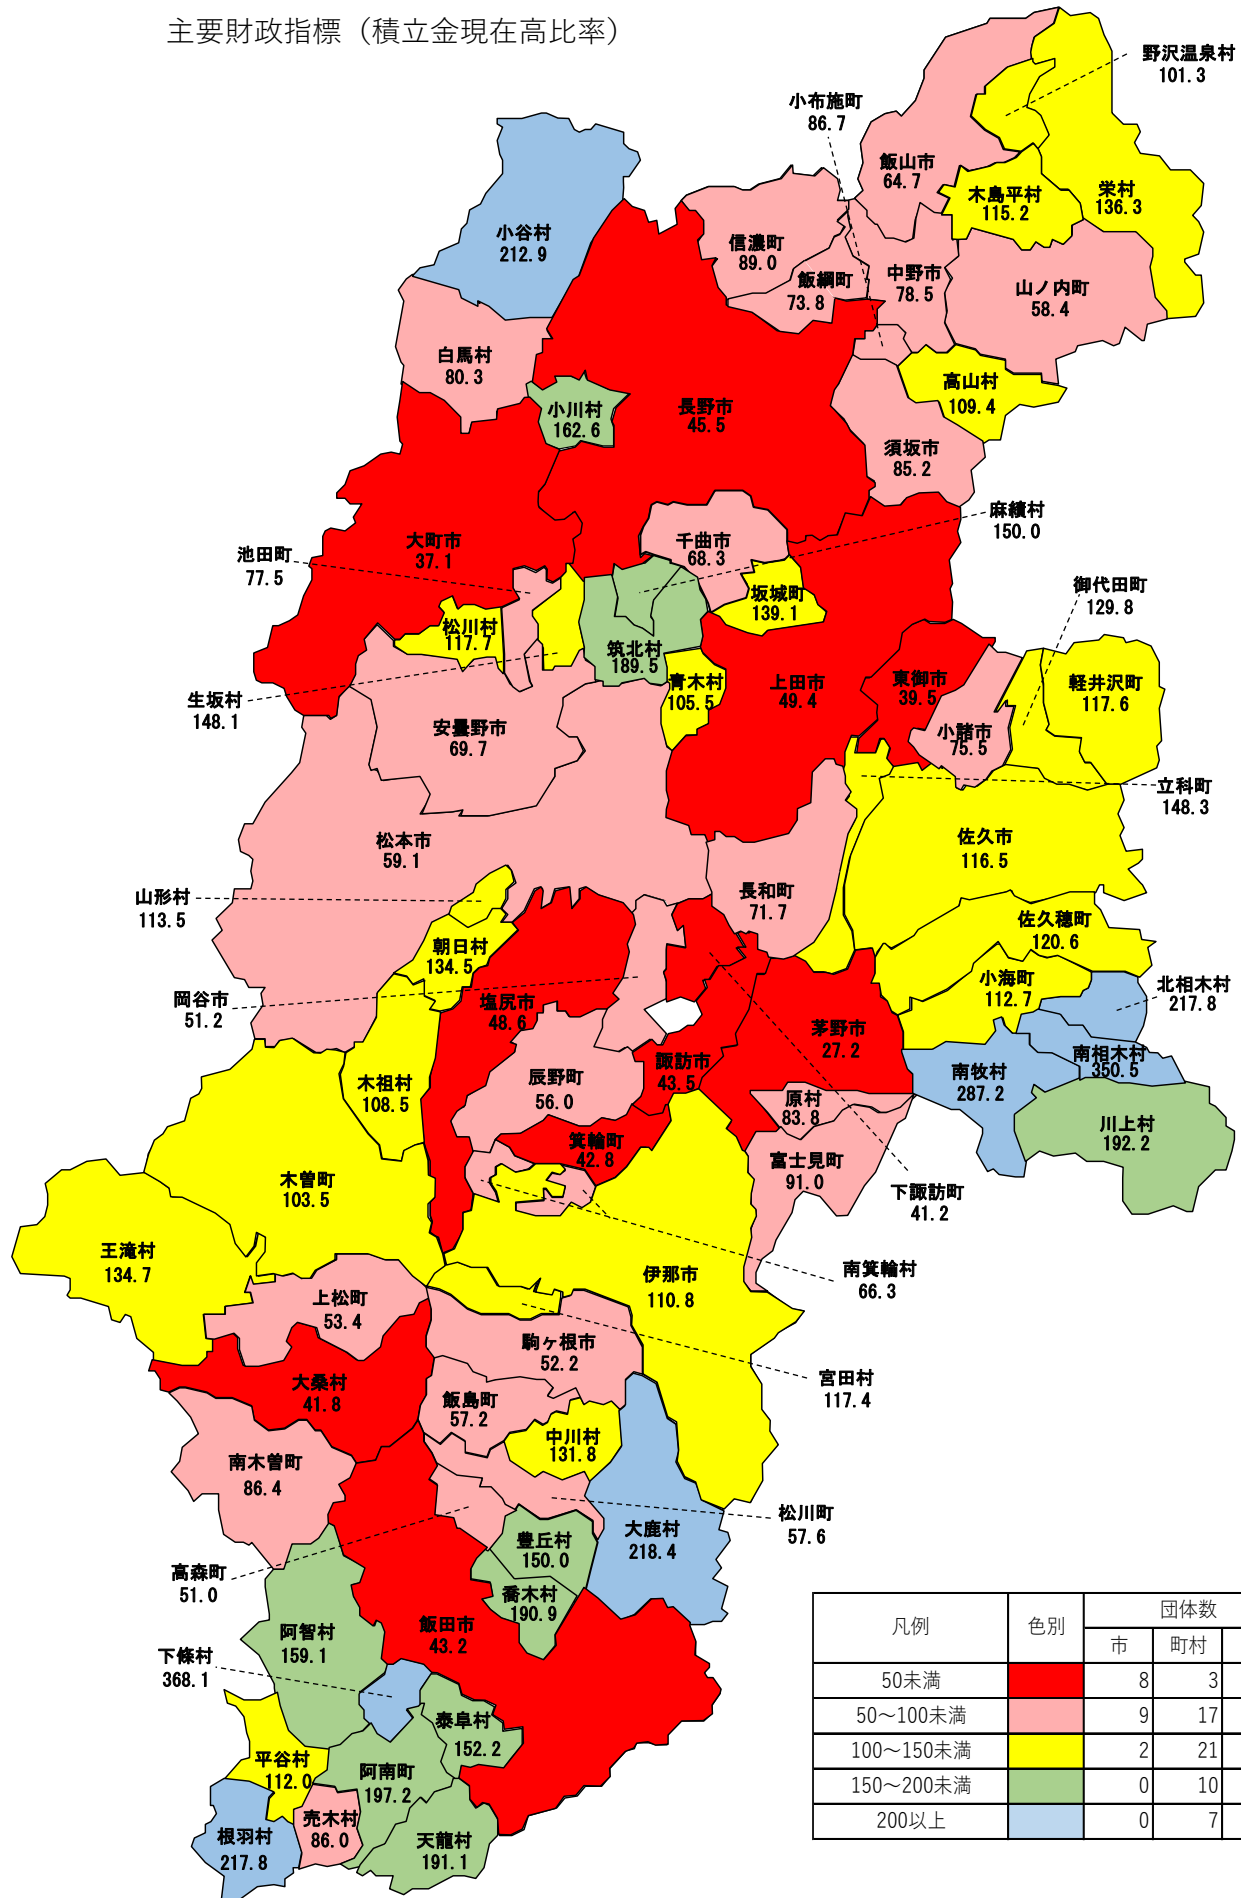 主要財政指標（積立金現在高比率）
野沢温泉村
101.3
小布施町
86.7
飯山市
64.7
木島平村
115.2
栄村
136.3
小谷村
212.9
信濃町
89.0
飯綱町
73.8
中野市
78.5
山ノ内町
58.4
白馬村
80.3
高山村
109.4
小川村
162.6
長野市
45.5
須坂市
85.2
麻績村
150.0
大町市
37.1
池田町
77.5
千曲市
68.3
坂城町
139.1
御代田町
129.8
松川村
117.7
筑北村
189.5
青木村
105.5
上田市
49.4
東御市
39.5
軽井沢町
117.6
生坂村
148.1
安曇野市
69.7
小諸市
75.5
立科町
148.3
松本市
59.1
佐久市
116.5
山形村
113.5
長和町
71.7
佐久穂町
120.6
朝日村
134.5
小海町
112.7
北相木村
217.8
岡谷市
51.2
塩尻市
48.6
茅野市
27.2
南相木村
350.5
諏訪市
43.5
南牧村
287.2
木祖村
108.5
辰野町
56.0
原村
83.8
川上村
192.2
箕輪町
42.8
富士見町
91.0
木曽町
103.5
下諏訪町
41.2
王滝村
134.7
伊那市
110.8
南箕輪村
66.3
上松町
53.4
駒ヶ根市
52.2
宮田村
117.4
大桑村
41.8
飯島町
57.2
中川村
131.8
南木曽町
86.4
松川町
57.6
大鹿村
218.4
豊丘村
150.0
高森町
51.0
喬木村
190.9
飯田市
43.2
阿智村
159.1
下條村
368.1
泰阜村
152.2
平谷村
112.0
阿南町
197.2
売木村
86.0
根羽村
217.8
天龍村
191.1
凡例 色別 団体数
市 町村
50未満 8 3
50～100未満 9 17
100～150未満 2 21
150～200未満 0 10
200以上 0 7